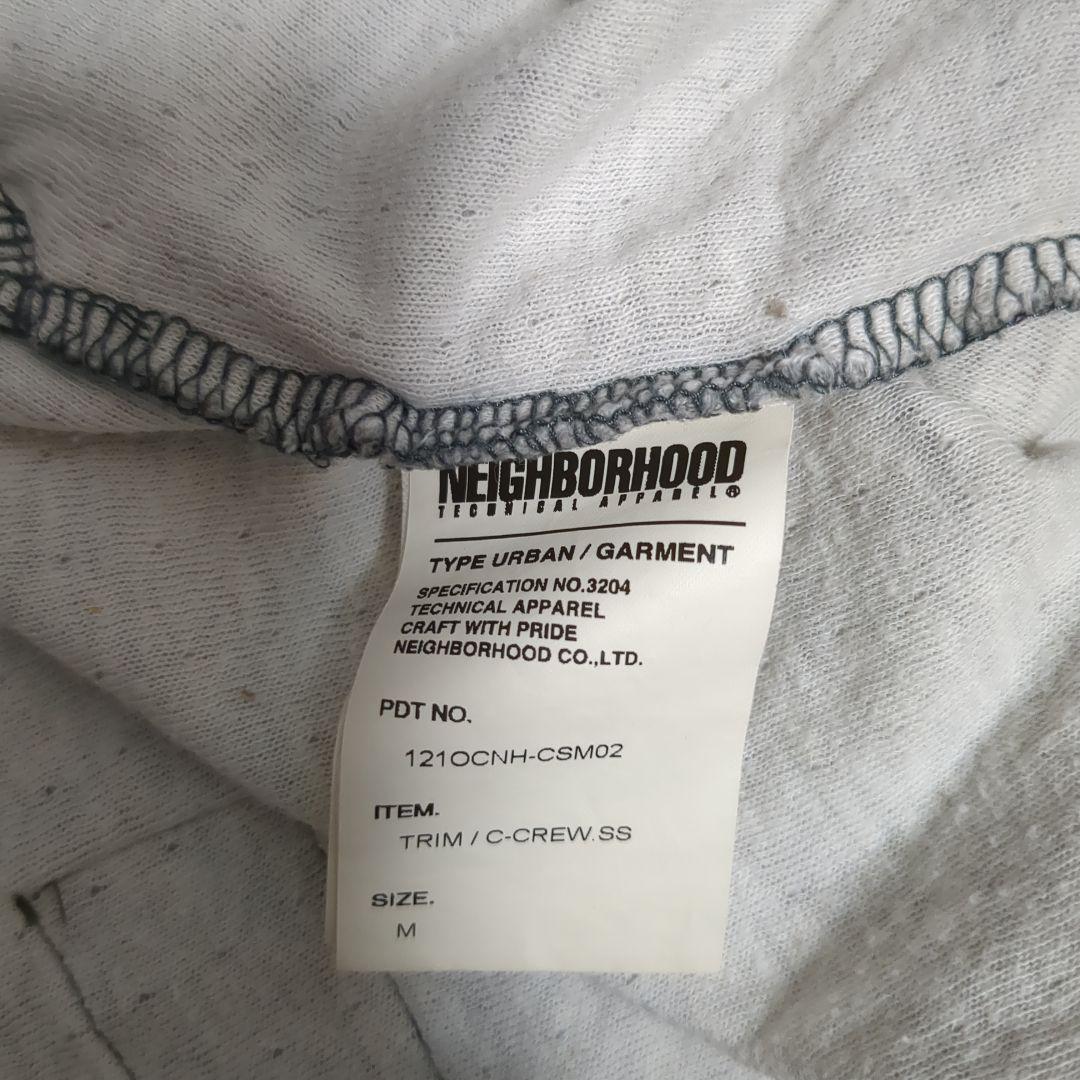 NEIGHBORHOOD
TECHNICAL APPAREL®
TYPE URBAN / GARMENT
SPECIFICATION NO.3204
TECHNICAL APPAREL
CRAFT WITH PRIDE
NEIGHBORHOOD CO.,LTD.
PDT NO.
121OCNH-CSM02
ITEM.
TRIM / C-CREW.SS
SIZE.
M